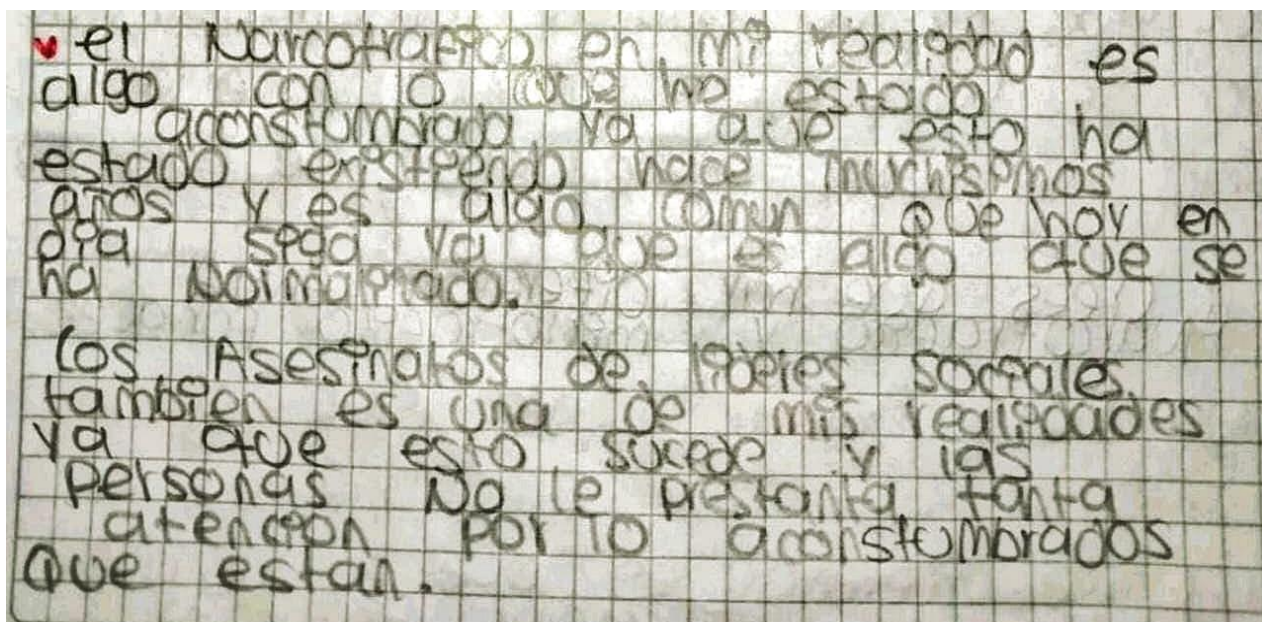 el Narcotrafico en mi realidad es
algo con lo que he estado
aconstumbrada ya que esto ha
estado existiendo hace muchisimos
años y es algo comun que hoy en
dia siga ya que es algo que se
ha Normalizado.
los Asesinatos de lideres sociales
tambien es una de mis realidades
ya que esto sucede y las
personas No le prestanta tanta
atencion por lo aconstumbrados
que estan.